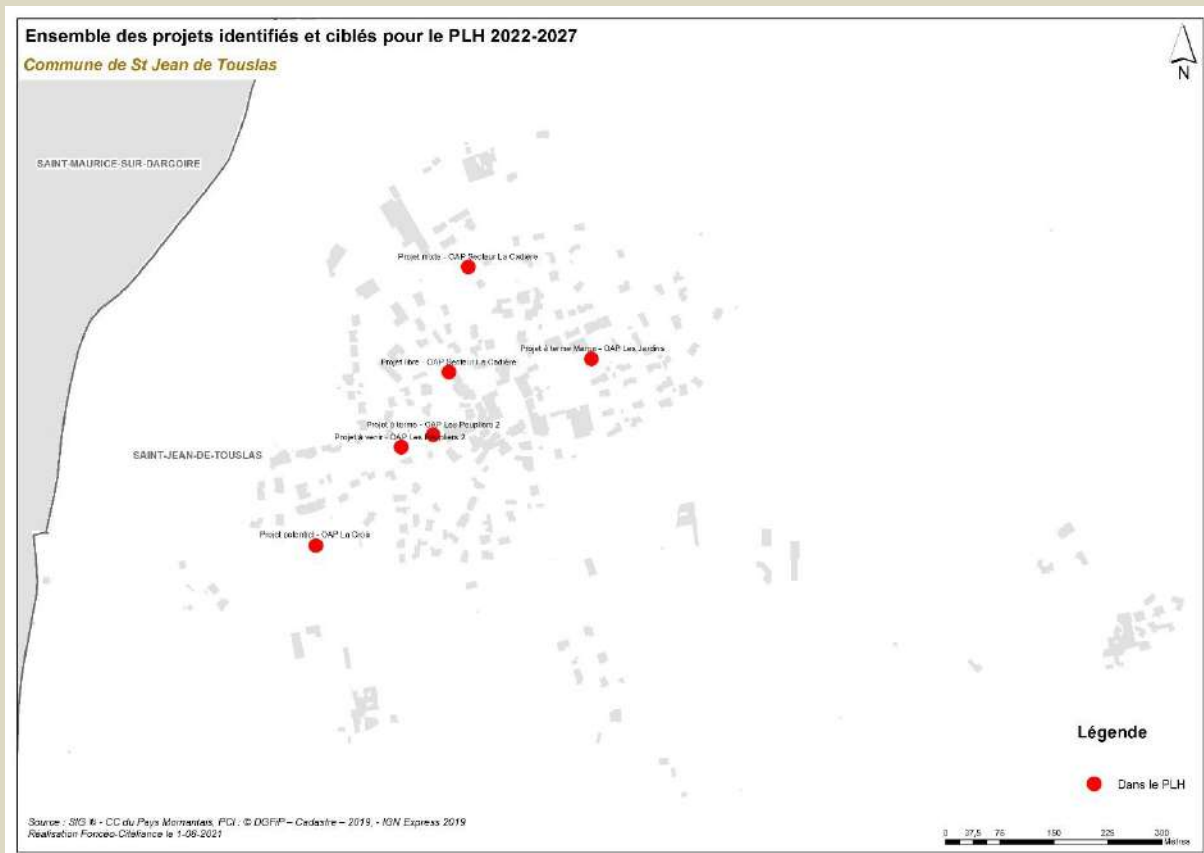 Ensemble des projets identifiés et ciblés pour le PLH 2022-2027
Commune de St Jean de Touslas
N
SAINT-MAURICE-SUR-DARGOIRE
Projet mixte - OAP Secteur La Cadière
Projet à terme - OAP Les Jardins
Projet libre - OAP Secteur La Cadière
Projet à terme - OAP Les Peupliers 2
Projet à venir - OAP Les Peupliers 2
SAINT-JEAN-DE-TOUSLAS
Projet potentiel - OAP La Croix
Légende
Dans le PLH
Source : SIG ® - CC du Pays Mornantais, PCI : © DGFiP – Cadastre – 2019, - IGN Express 2019
Réalisation Foncéo-Citéliance le 1-08-2021
0 37,5 75 150 225 300
Mètres